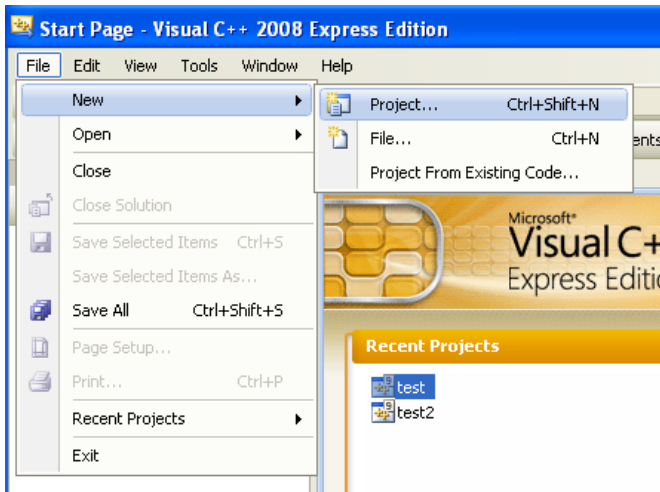 Start Page - Visual C++ 2008 Express Edition
File Edit View Tools Window Help
New
Project... Ctrl+Shift+N
Open
File... Ctrl+N
Close
Project From Existing Code...
Close Solution
Save Selected Items Ctrl+S
Save Selected Items As...
Save All Ctrl+Shift+S
Page Setup...
Print... Ctrl+P
Recent Projects
Exit
Microsoft
Visual C+
Express
Recent Projects
test
test2